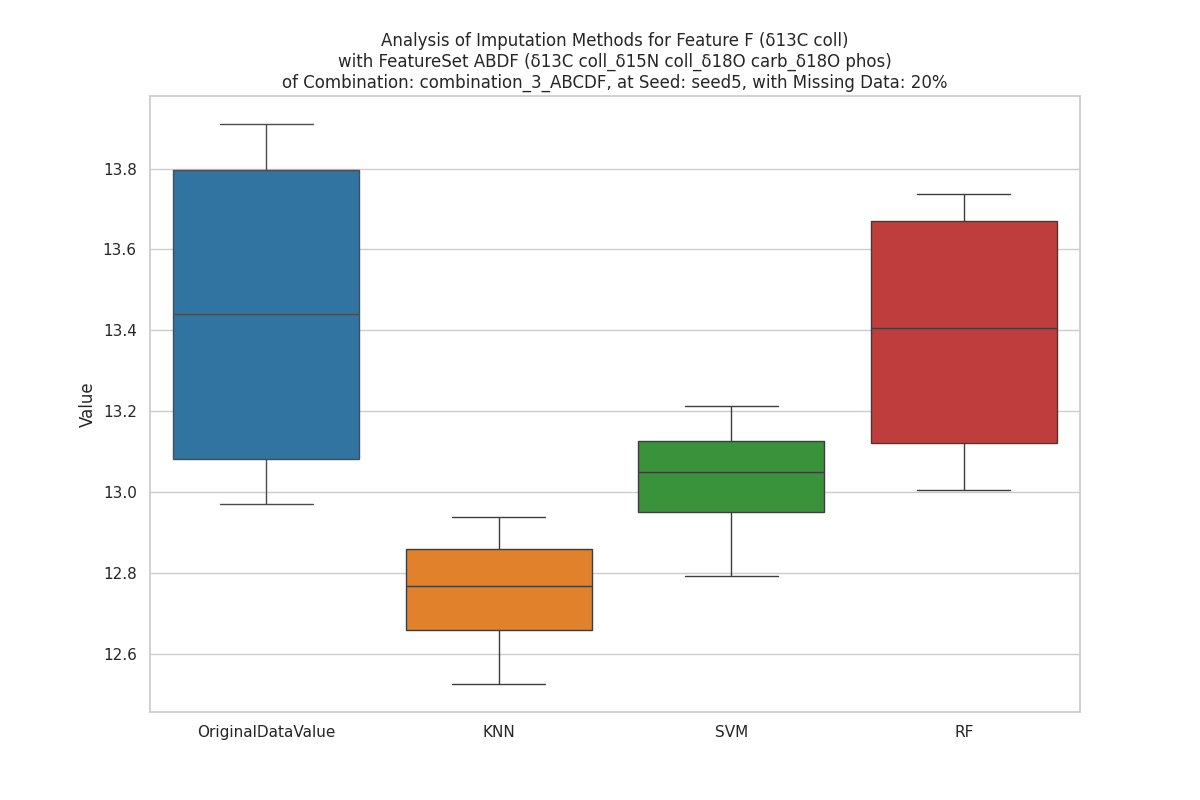 Analysis of Imputation Methods for Feature F (δ13C coll)
with FeatureSet ABDF (δ13C coll_δ15N coll_δ18O carb_δ18O phos)
of Combination: combination_3_ABCDF, at Seed: seed5, with Missing Data: 20%
Value
13.8
13.6
13.4
13.2
13.0
12.8
12.6
OriginalDataValue KNN SVM RF